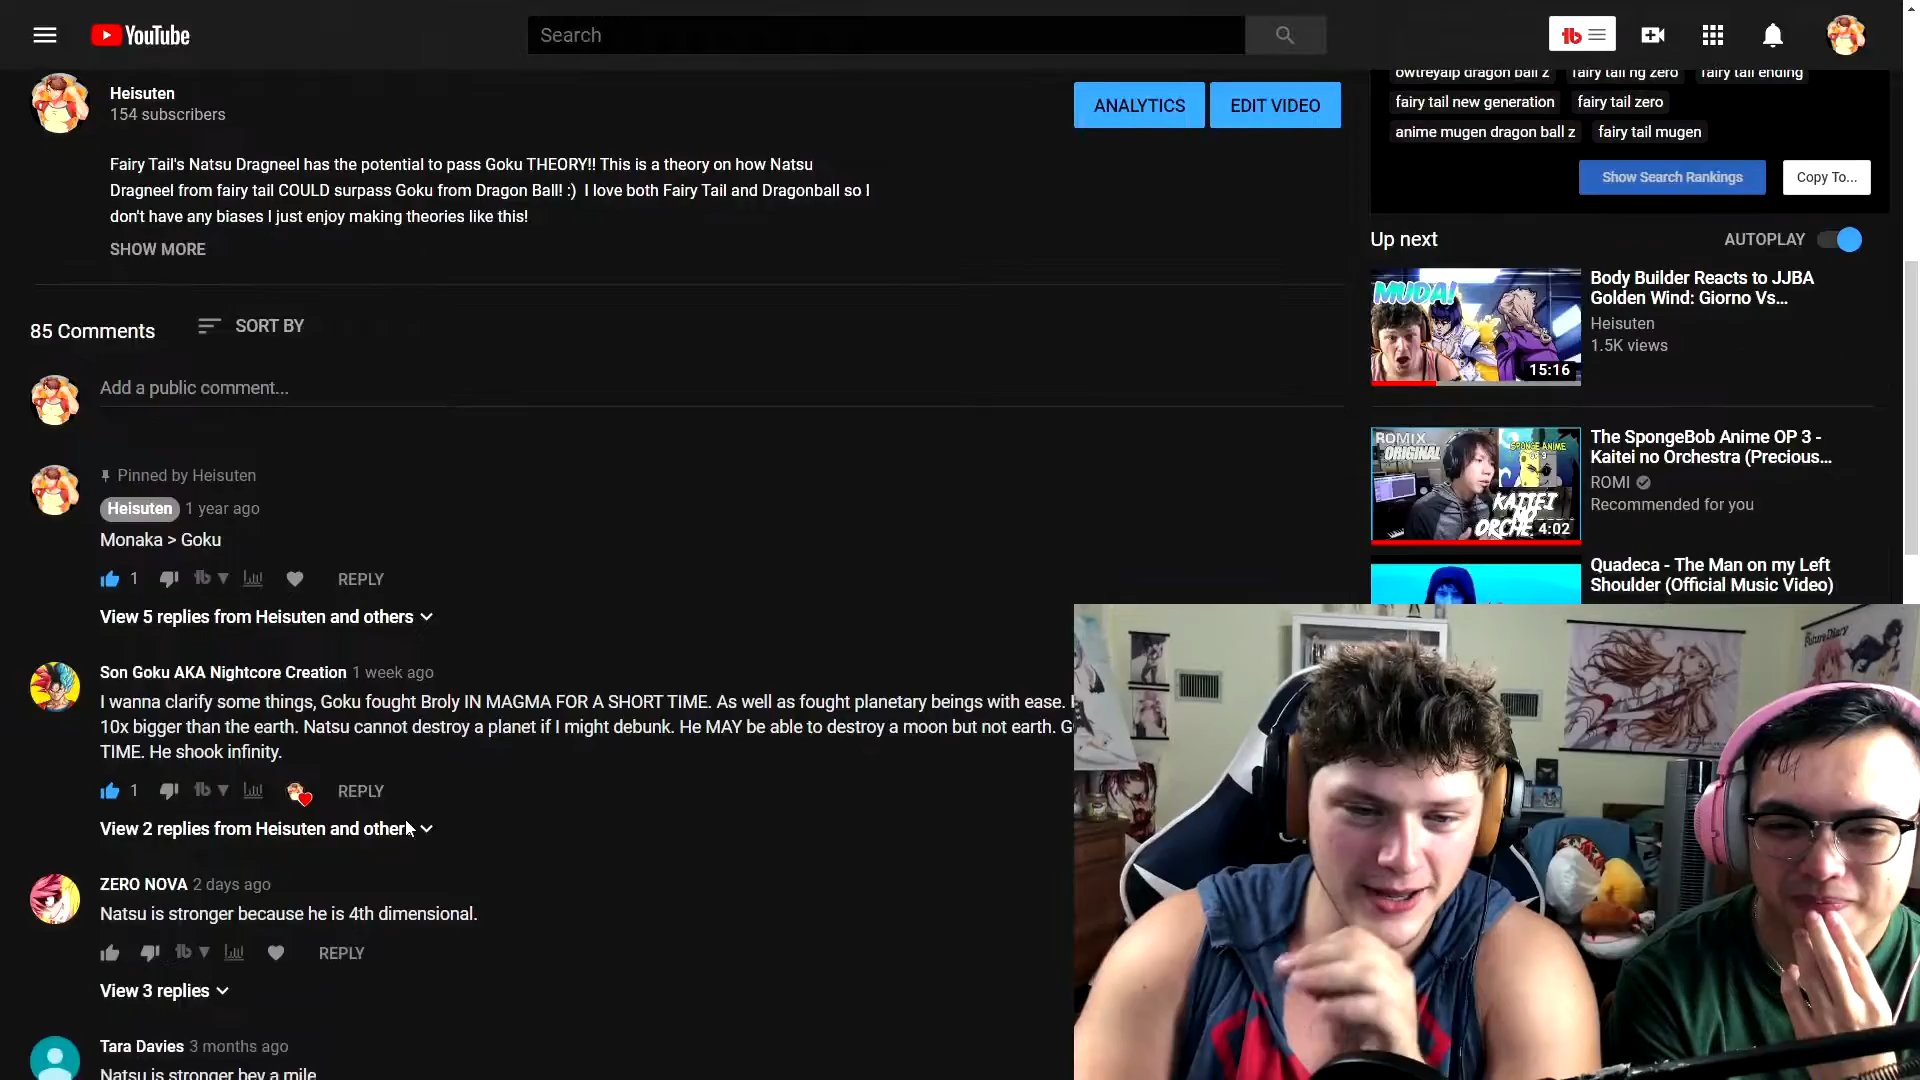 YouTube
Search
Heisuten
154 subscribers
ANALYTICS
EDIT VIDEO
Fairy Tail's Natsu Dragneel has the potential to pass Goku THEORY!! This is a theory on how Natsu
Dragneel from fairy tail COULD surpass Goku from Dragon Ball! :)  I love both Fairy Tail and Dragonball so I
don't have any biases I just enjoy making theories like this!
SHOW MORE
85 Comments
SORT BY
Add a public comment...
Pinned by Heisuten
Heisuten 1 year ago
Monaka > Goku
1
REPLY
View 5 replies from Heisuten and others
Son Goku AKA Nightcore Creation 1 week ago
I wanna clarify some things, Goku fought Broly IN MAGMA FOR A SHORT TIME. As well as fought planetary beings with ease.
10x bigger than the earth. Natsu cannot destroy a planet if I might debunk. He MAY be able to destroy a moon but not earth. G
TIME. He shook infinity.
1
REPLY
View 2 replies from Heisuten and others
ZERO NOVA 2 days ago
Natsu is stronger because he is 4th dimensional.
REPLY
View 3 replies
Tara Davies 3 months ago
Natsu is stronger bey a mile
owtreyalp dragon ball z fairy tail ng zero fairy tail ending
fairy tail new generation fairy tail zero
anime mugen dragon ball z fairy tail mugen
Show Search Rankings
Copy To...
Up next
AUTOPLAY
MUDA!
15:16
Body Builder Reacts to JJBA
Golden Wind: Giorno Vs...
Heisuten
1.5K views
ROMIX
ORIGINAL
SPONGE ANIME
OP 3
KAITEI
NO
ORCHE
4:02
The SpongeBob Anime OP 3 -
Kaitei no Orchestra (Precious...
ROMI
Recommended for you
Quadeca - The Man on my Left
Shoulder (Official Music Video)
Future Diary